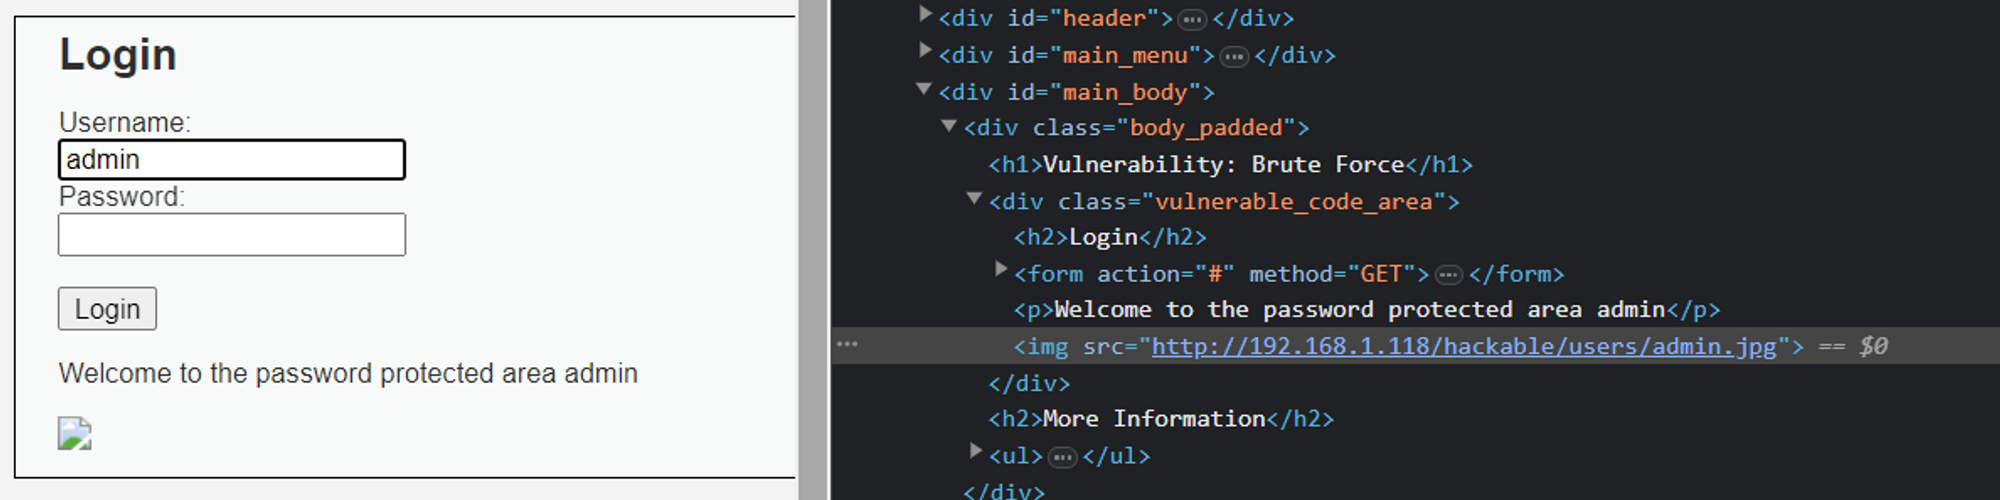 Login
Username:
admin
Password:
Login
Welcome to the password protected area admin
<div id="header"> ⋯ </div>
<div id="main_menu"> ⋯ </div>
<div id="main_body">
<div class="body_padded">
<h1>Vulnerability: Brute Force</h1>
<div class="vulnerable_code_area">
<h2>Login</h2>
<form action="#" method="GET"> ⋯ </form>
<p>Welcome to the password protected area admin</p>
<img src="http://192.168.1.118/hackable/users/admin.jpg"> == $0
</div>
<h2>More Information</h2>
<ul> ⋯ </ul>
</div>